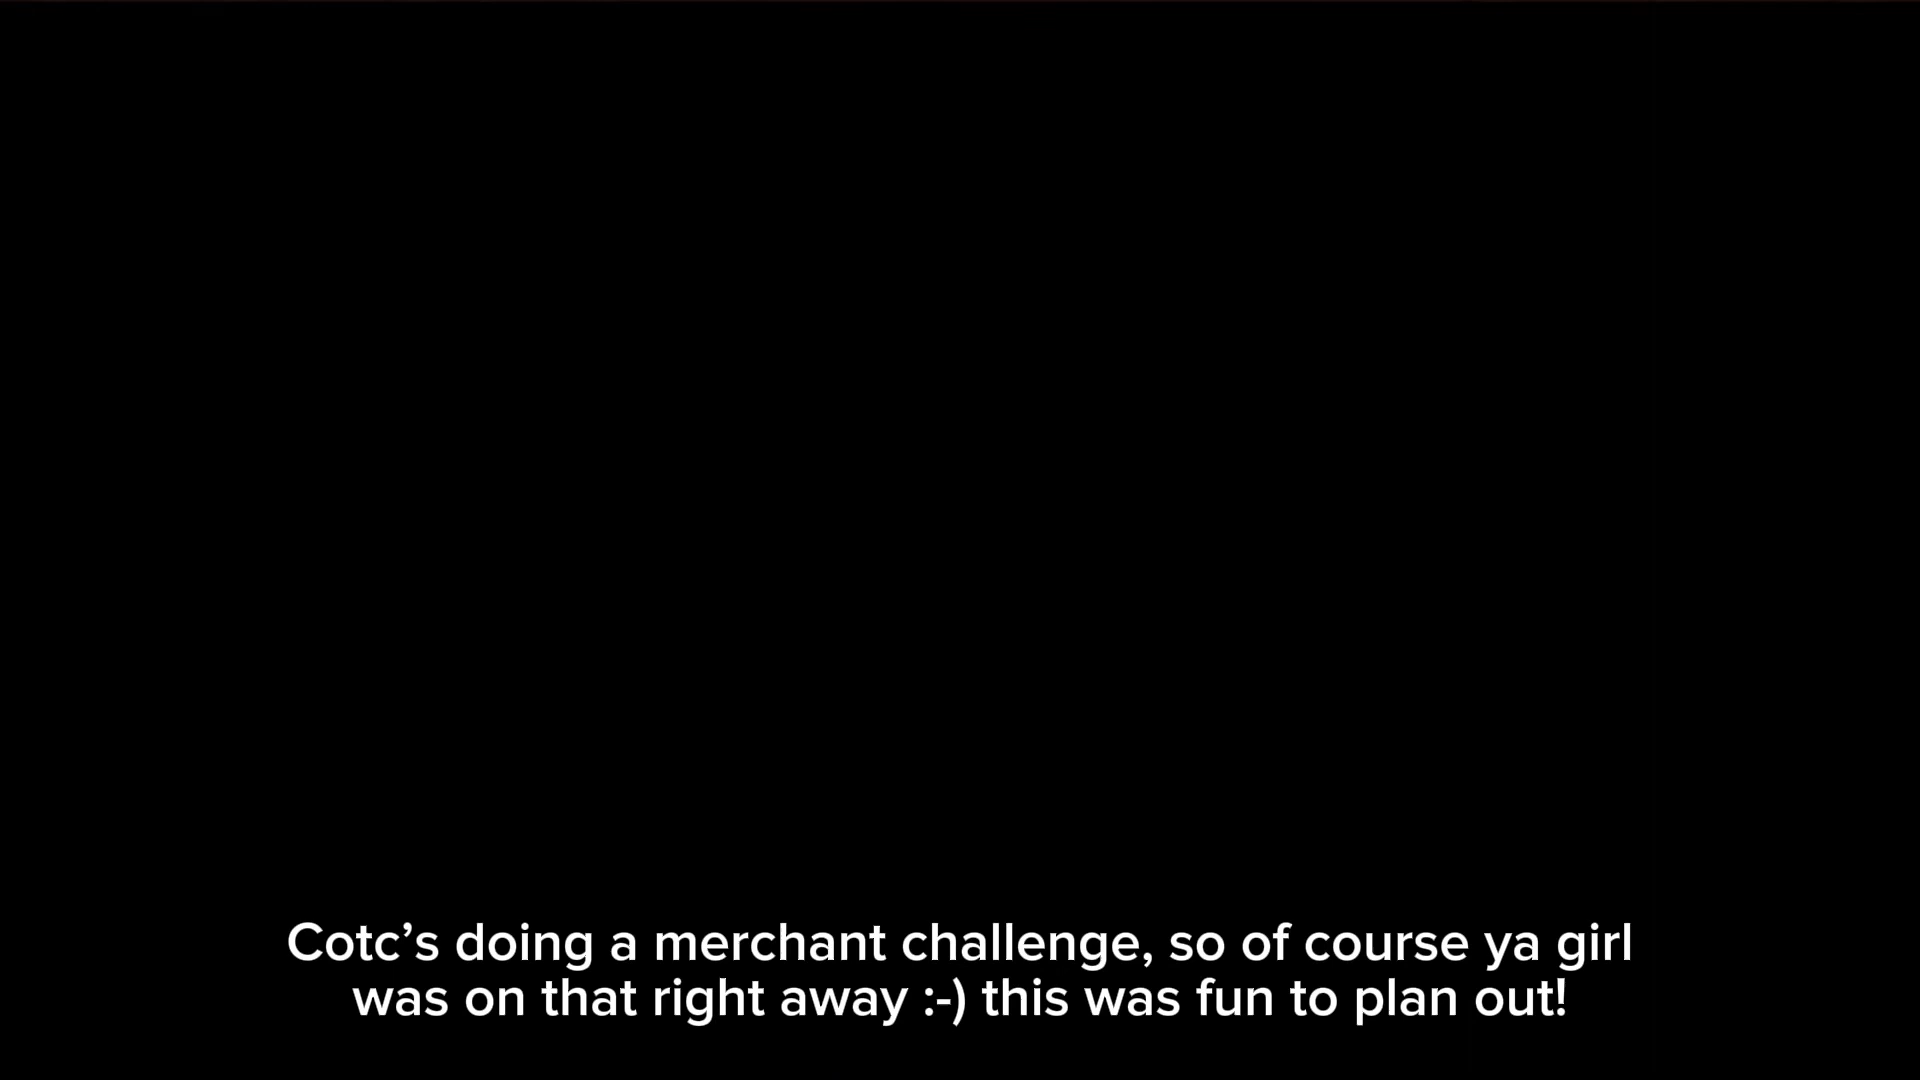 Cotc’s doing a merchant challenge, so of course ya girl
was on that right away :-) this was fun to plan out!